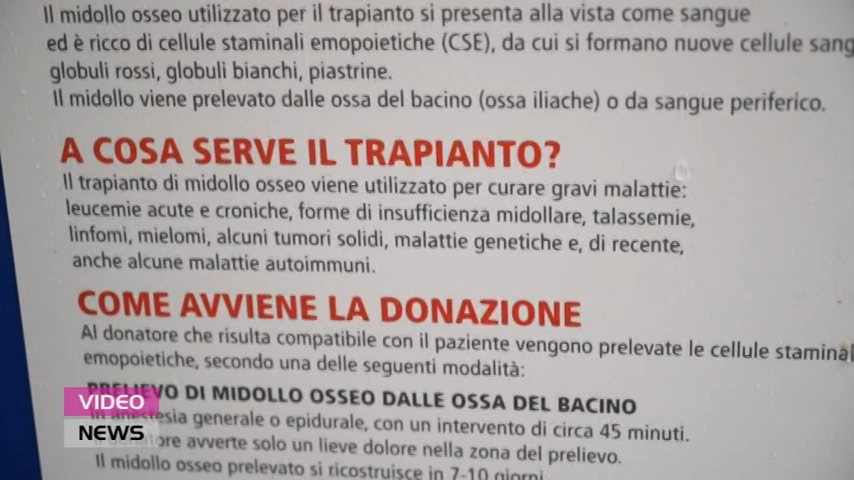 Il midollo osseo utilizzato per il trapianto si presenta alla vista come sangue
ed è ricco di cellule staminali emopoietiche (CSE), da cui si formano nuove cellule sang
globuli rossi, globuli bianchi, piastrine.
Il midollo viene prelevato dalle ossa del bacino (ossa iliache) o da sangue periferico.
A COSA SERVE IL TRAPIANTO?
Il trapianto di midollo osseo viene utilizzato per curare gravi malattie:
leucemie acute e croniche, forme di insufficienza midollare, talassemie,
linfomi, mielomi, alcuni tumori solidi, malattie genetiche e, di recente,
anche alcune malattie autoimmuni.
COME AVVIENE LA DONAZIONE
Al donatore che risulta compatibile con il paziente vengono prelevate le cellule staminal
emopoietiche, secondo una delle seguenti modalità:
PRELIEVO DI MIDOLLO OSSEO DALLE OSSA DEL BACINO
In anestesia generale o epidurale, con un intervento di circa 45 minuti.
donatore avverte solo un lieve dolore nella zona del prelievo.
Il midollo osseo prelevato si ricostruisce in 7-10 giorni
VIDEO
NEWS